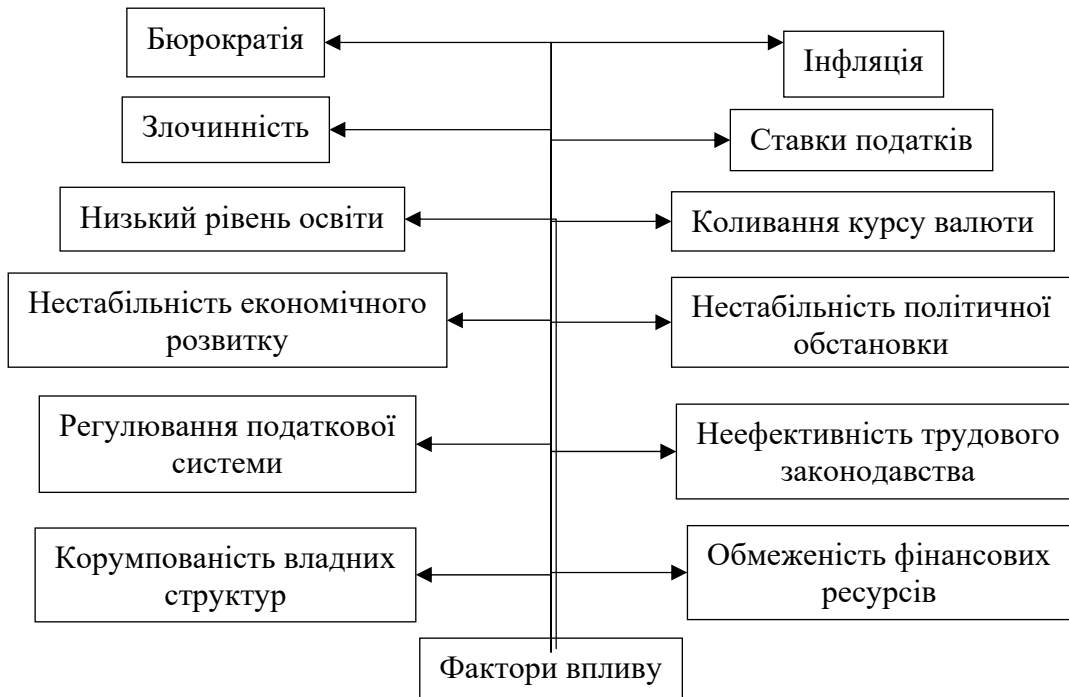 Бюрократія
Інфляція
Злочинність
Ставки податків
Низький рівень освіти
Коливання курсу валюти
Нестабільність економічного
розвитку
Нестабільність політичної
обстановки
Регулювання податкової
системи
Неефективність трудового
законодавства
Корумпованість владних
структур
Обмеженість фінансових
ресурсів
Фактори впливу